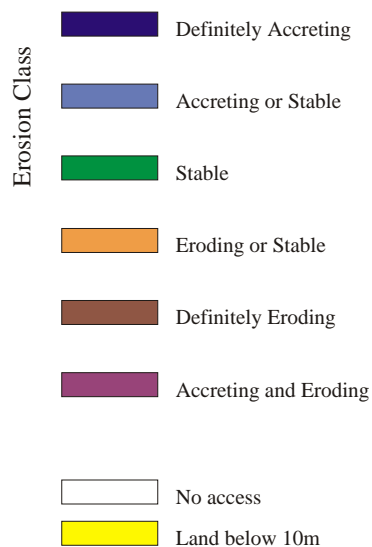 Erosion Class
Definitely Accreting
Accreting or Stable
Stable
Eroding or Stable
Definitely Eroding
Accreting and Eroding
No access
Land below 10m